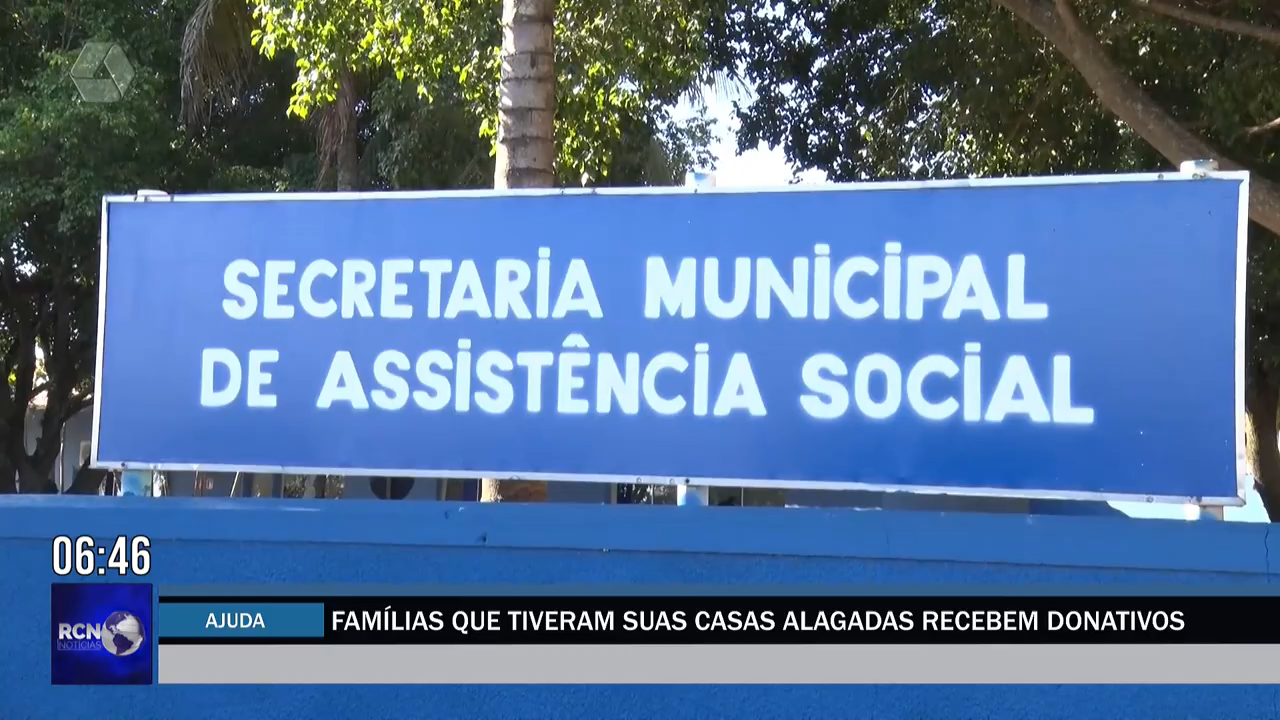 SECRETARIA MUNICIPAL
DE ASSISTÊNCIA SOCIAL
06:46
RCN
NOTÍCIAS
AJUDA
FAMÍLIAS QUE TIVERAM SUAS CASAS ALAGADAS RECEBEM DONATIVOS